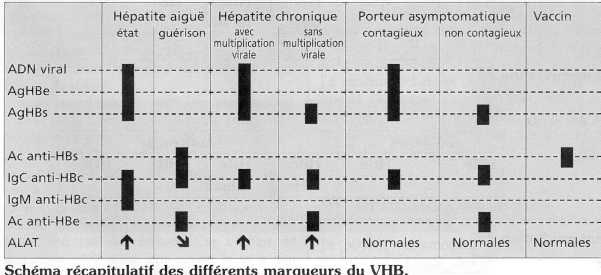 Hépatite aiguë Hépatite chronique Porteur asymptomatique Vaccin
état guérison avec multiplication virale sans multiplication virale contagieux non contagieux
ADN viral
AgHBe
AgHBs
Ac anti-HBs
IgC anti-HBc
IgM anti-HBc
Ac anti-HBe
ALAT ↑ ↘ ↑ ↑ Normales Normales Normales
Schéma récapitulatif des différents marqueurs du VHB.